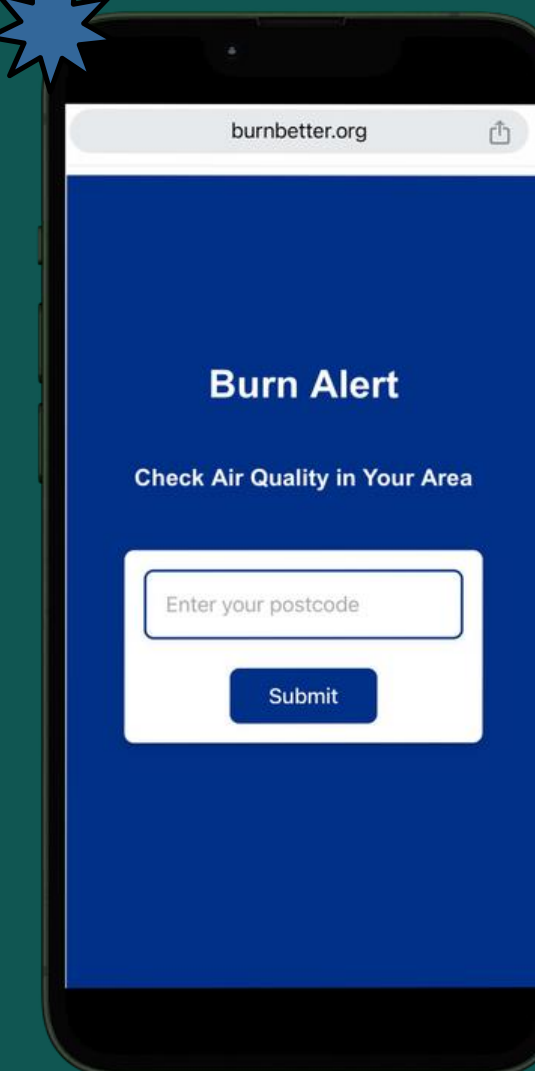 burnbetter.org
Burn Alert
Check Air Quality in Your Area
Enter your postcode
Submit